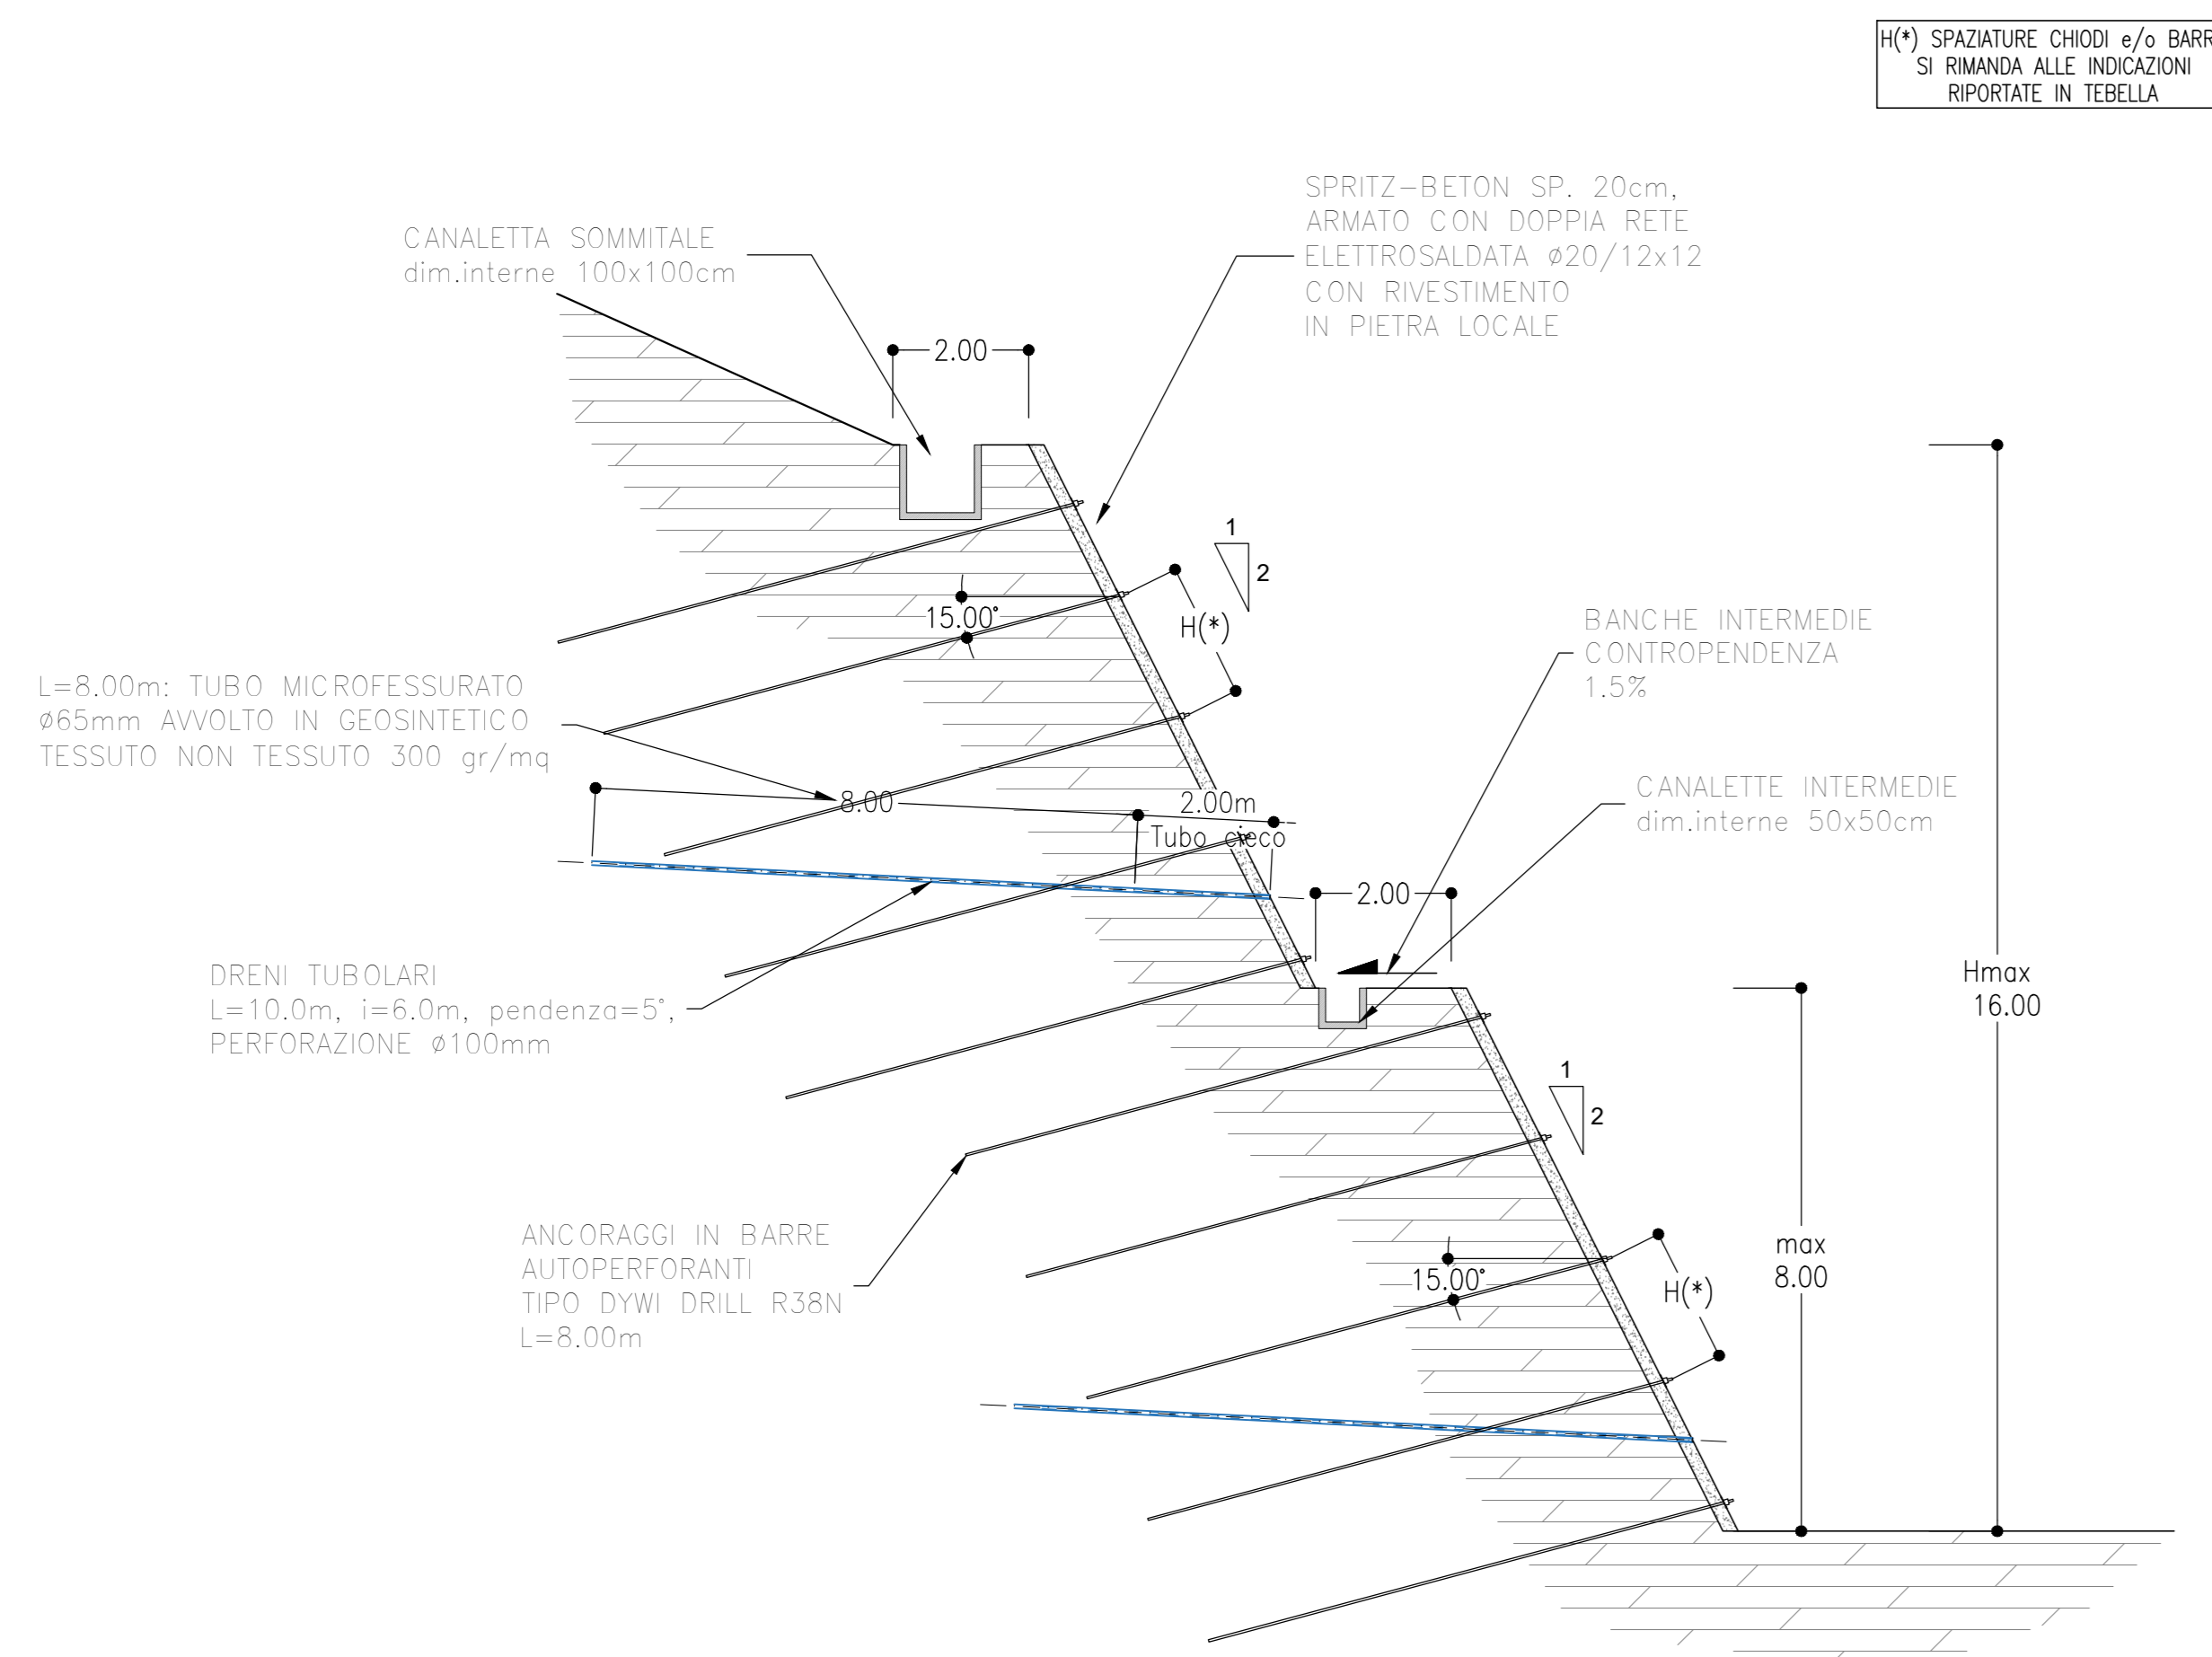 H(*) SPAZIATURE CHIODI e/o BARR
SI RIMANDA ALLE INDICAZIONI
RIPORTATE IN TEBELLA
SPRITZ-BETON SP. 20cm,
ARMATO CON DOPPIA RETE
ELETTROSALDATA ø20/12x12
CON RIVESTIMENTO
IN PIETRA LOCALE
CANALETTA SOMMITALE
dim.interne 100x100cm
2.00
1
2
15.00°
H(*)
BANCHE INTERMEDIE
CONTROPENDENZA
1.5%
L=8.00m: TUBO MICROFESSURATO
ø65mm AVVOLTO IN GEOSINTETICO
TESSUTO NON TESSUTO 300 gr/mq
8.00
2.00m
Tubo cieco
CANALETTE INTERMEDIE
dim.interne 50x50cm
2.00
DRENI TUBOLARI
L=10.0m, i=6.0m, pendenza=5°,
PERFORAZIONE ø100mm
Hmax
16.00
1
2
ANCORAGGI IN BARRE
AUTOPERFORANTI
TIPO DYWI DRILL R38N
L=8.00m
15.00°
H(*)
max
8.00